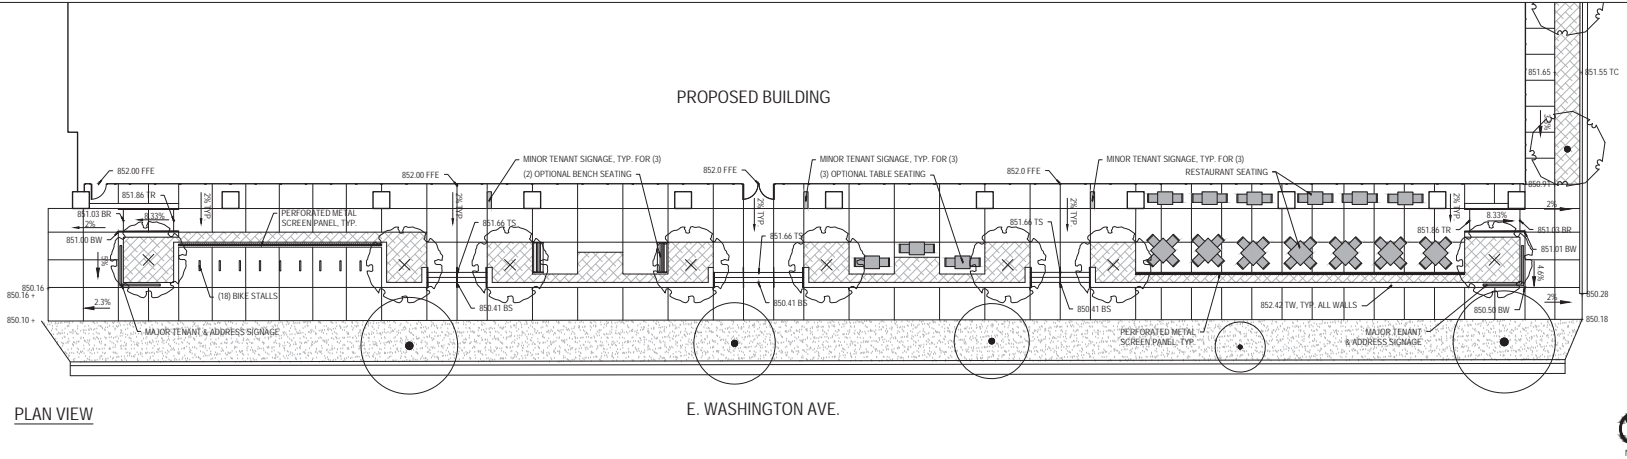 851.65
851.55 TC
PROPOSED BUILDING
MINOR TENANT SIGNAGE, TYP. FOR (3)
(2) OPTIONAL BENCH SEATING
MINOR TENANT SIGNAGE, TYP. FOR (3)
(3) OPTIONAL TABLE SEATING
MINOR TENANT SIGNAGE, TYP. FOR (3)
RESTAURANT SEATING
852.00 FFE
852.00 FFE
852.0 FFE
852.0 FFE
850.91
851.86 TR
2% TYP
2% TYP
2% TYP
2% TYP
2% TYP
2%
851.03 BR
8.33%
2%
PERFORATED METAL
SCREEN PANEL, TYP.
851.66 TS
851.66 TS
851.66 TS
8.33%
851.86 TR
851.03 BR
851.00 BW
851.01 BW
4.65%
850.16
850.16 +
(18) BIKE STALLS
2.3%
850.41 BS
850.41 BS
850.41 BS
852.42 TW, TYP. ALL WALLS
850.50 BW
2%
850.28
850.10 +
850.18
MAJOR TENANT & ADDRESS SIGNAGE
PERFORATED METAL
SCREEN PANEL, TYP.
MAJOR TENANT
& ADDRESS SIGNAGE
PLAN VIEW
E. WASHINGTON AVE.